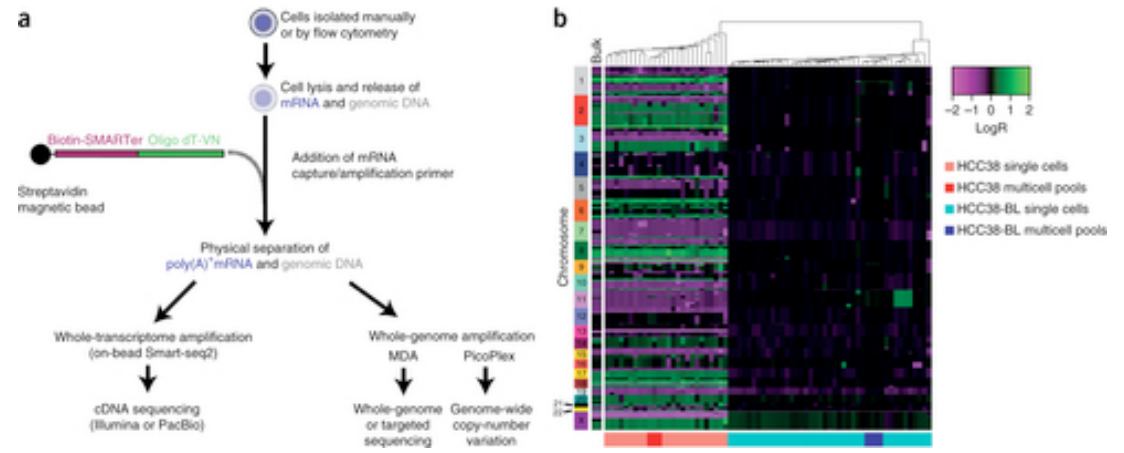 a
Cells isolated manually
or by flow cytometry
Cell lysis and release of
mRNA and genomic DNA
Biotin-SMARTer Oligo dT-VN
Streptavidin
magnetic bead
Addition of mRNA
capture/amplification primer
Physical separation of
poly(A)+mRNA and genomic DNA
Whole-transcriptome amplification
(on-bead Smart-seq2)
cDNA sequencing
(Illumina or PacBio)
Whole-genome amplification
MDA
PicoPlex
Whole-genome
or targeted
sequencing
Genome-wide
copy-number
variation
b
Bulk
Chromosome
1
2
3
4
5
6
7
8
9
10
11
12
13
14
15
16
17
18
−2 −1 0 1 2
LogR
HCC38 single cells
HCC38 multicell pools
HCC38-BL single cells
HCC38-BL multicell pools